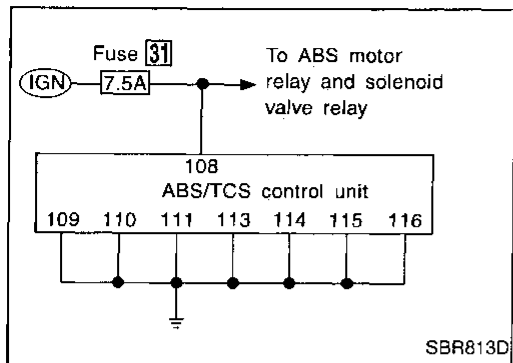 Fuse 31
IGN 7.5A
To ABS motor
relay and solenoid
valve relay
108
ABS/TCS control unit
109 110 111 113 114 115 116
SBR813D